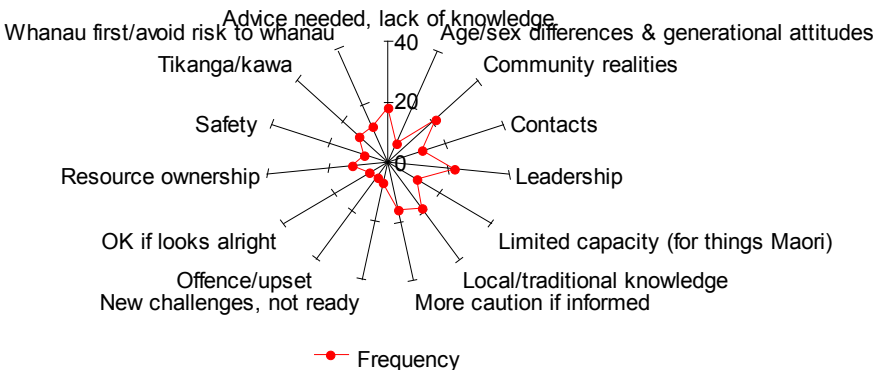 Advice needed, lack of knowledge
Whanau first/avoid risk to whanau
Age/sex differences & generational attitudes
40
Tikanga/kawa
Community realities
20
Safety
Contacts
0
Resource ownership
Leadership
OK if looks alright
Limited capacity (for things Maori)
Offence/upset
Local/traditional knowledge
New challenges, not ready
More caution if informed
Frequency